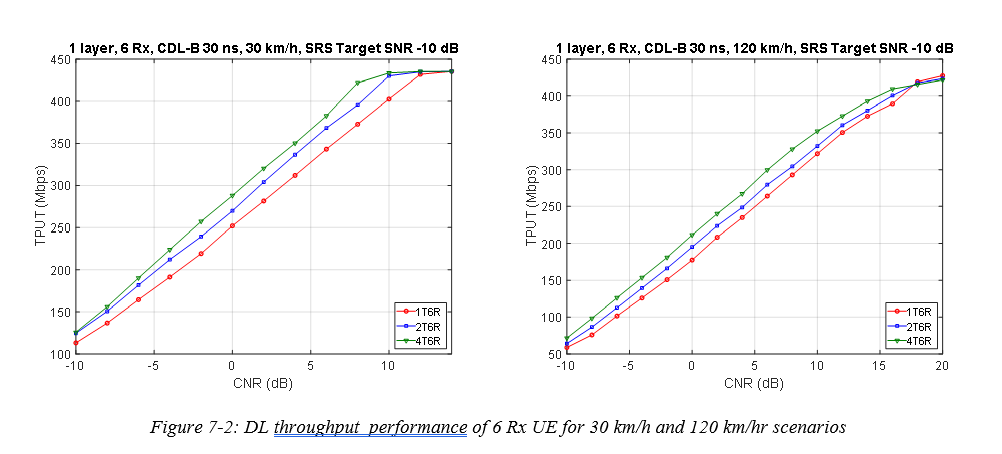 1 layer, 6 Rx, CDL-B 30 ns, 30 km/h, SRS Target SNR -10 dB
450
400
350
300
250
200
150
100
TPUT (Mbps)
-10
-5
0
5
10
CNR (dB)
1T6R
2T6R
4T6R
1 layer, 6 Rx, CDL-B 30 ns, 120 km/h, SRS Target SNR -10 dB
450
400
350
300
250
200
150
100
50
TPUT (Mbps)
-10
-5
0
5
10
15
20
CNR (dB)
1T6R
2T6R
4T6R
Figure 7-2: DL throughput performance of 6 Rx UE for 30 km/h and 120 km/hr scenarios